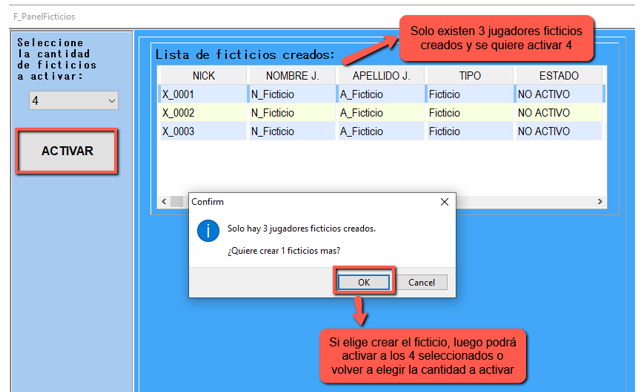 F_PanelFicticios
Seleccione
la cantidad
de ficticios
a activar:
4
ACTIVAR
Solo existen 3 jugadores ficticios
creados y se quiere activar 4
Lista de ficticios creados:
NICK NOMBRE J. APELLIDO J. TIPO ESTADO
X_0001 N_Ficticio A_Ficticio Ficticio NO ACTIVO
X_0002 N_Ficticio A_Ficticio Ficticio NO ACTIVO
X_0003 N_Ficticio A_Ficticio Ficticio NO ACTIVO
Confirm
Solo hay 3 jugadores ficticios creados.
¿Quiere crear 1 ficticios mas?
OK Cancel
Si elige crear el ficticio, luego podrá
activar a los 4 seleccionados o
volver a elegir la cantidad a activar